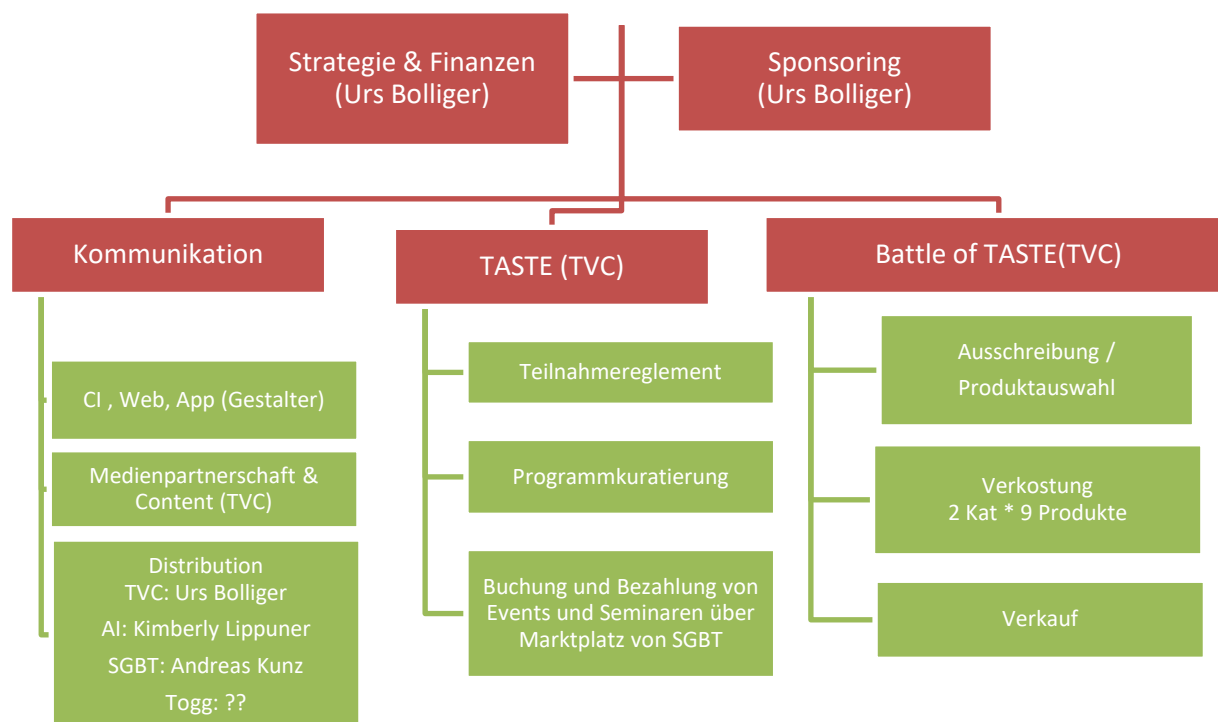 Strategie & Finanzen
(Urs Bolliger)
Sponsoring
(Urs Bolliger)
Kommunikation
CI , Web, App (Gestalter)
Medienpartnerschaft &
Content (TVC)
Distribution
TVC: Urs Bolliger
AI: Kimberly Lippuner
SGBT: Andreas Kunz
Togg: ??
TASTE (TVC)
Teilnahmereglement
Programmkuratierung
Buchung und Bezahlung von
Events und Seminaren über
Marktplatz von SGBT
Battle of TASTE(TVC)
Ausschreibung /
Produktauswahl
Verkostung
2 Kat * 9 Produkte
Verkauf